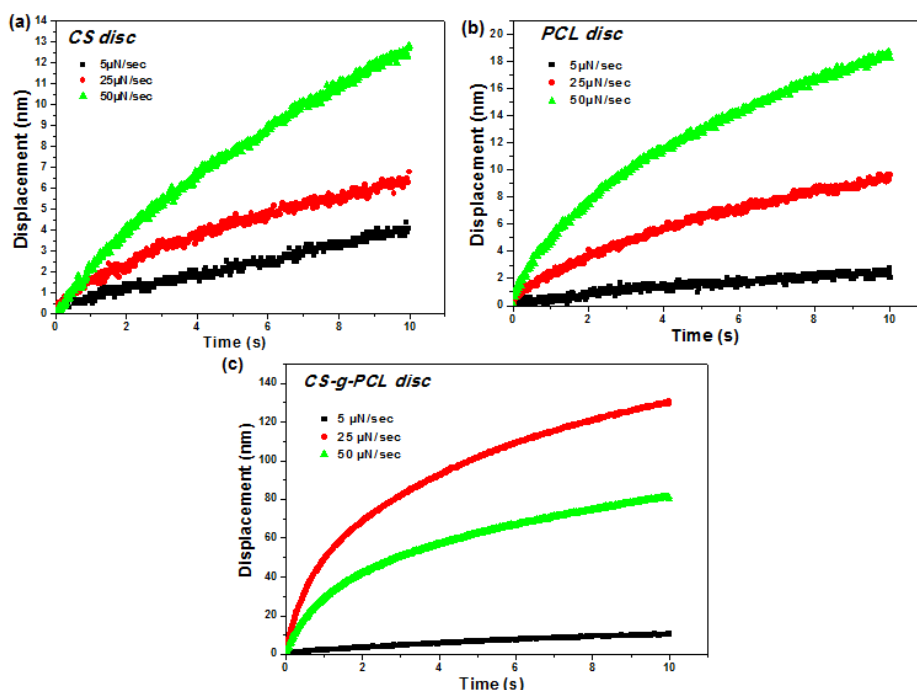 (a)
CS disc
5µN/sec
25µN/sec
50µN/sec
Displacement (nm)
14
13
12
11
10
9
8
7
6
5
4
3
2
1
0
0
2
4
6
8
10
Time (s)
(b)
PCL disc
5µN/sec
25µN/sec
50µN/sec
Displacement (nm)
20
18
16
14
12
10
8
6
4
2
0
0
2
4
6
8
10
Time (s)
(c)
CS-g-PCL disc
5 µN/sec
25 µN/sec
50 µN/sec
Displacement (nm)
140
120
100
80
60
40
20
0
0
2
4
6
8
10
Time (s)